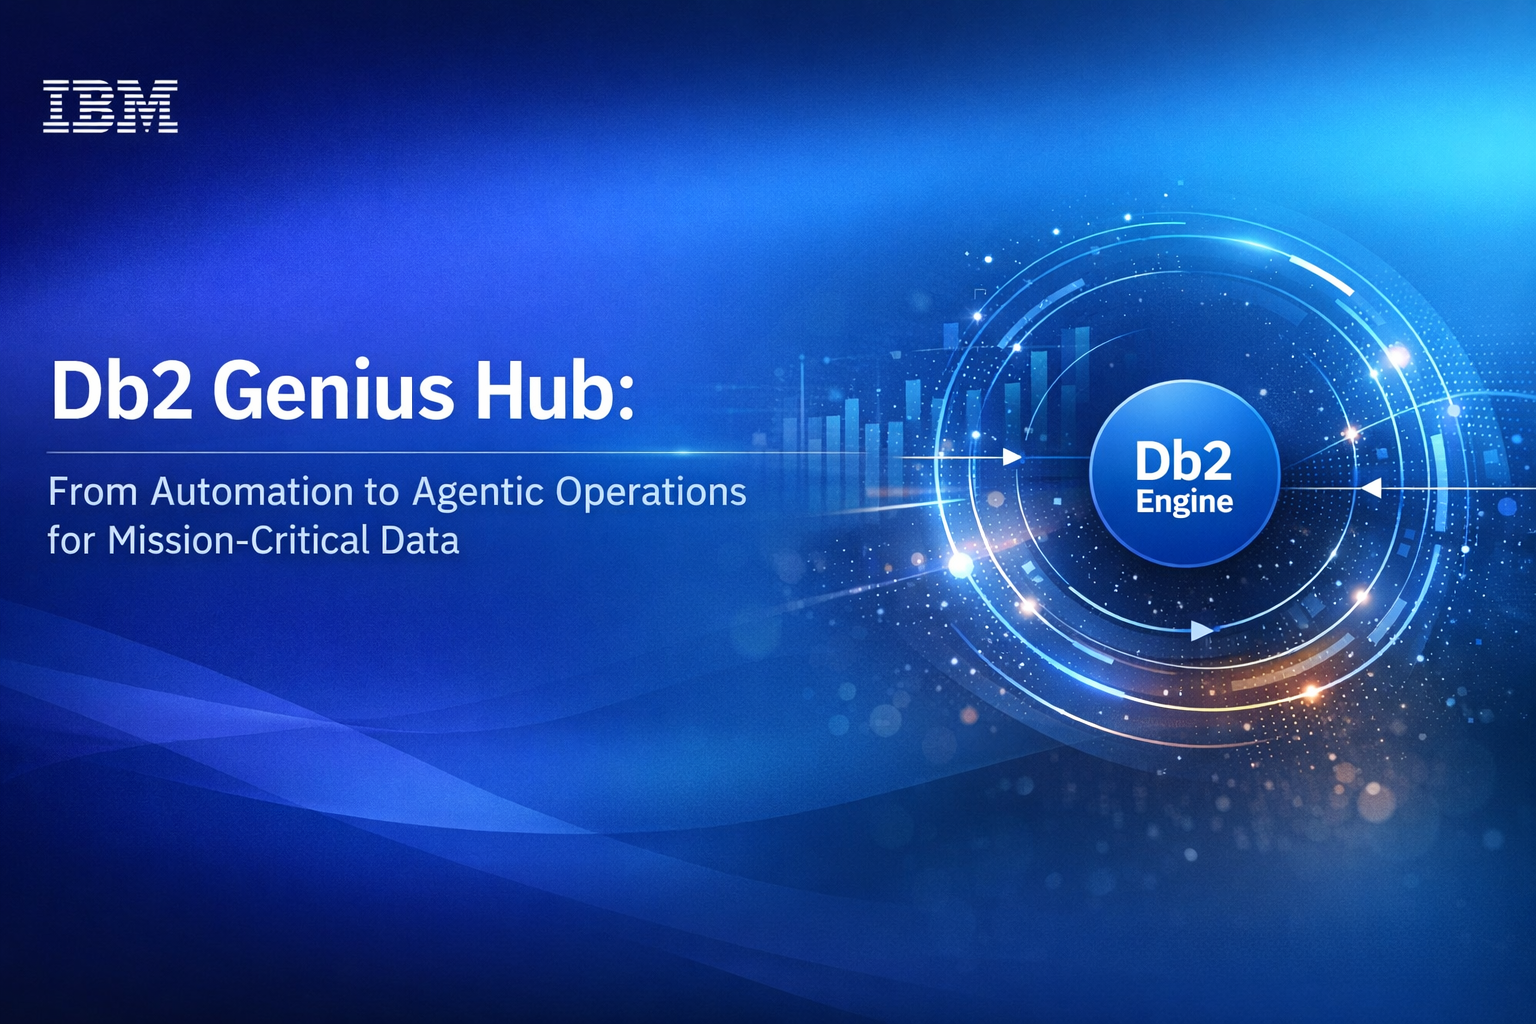 IBM
Db2 Genius Hub:
From Automation to Agentic Operations
for Mission-Critical Data
Db2
Engine